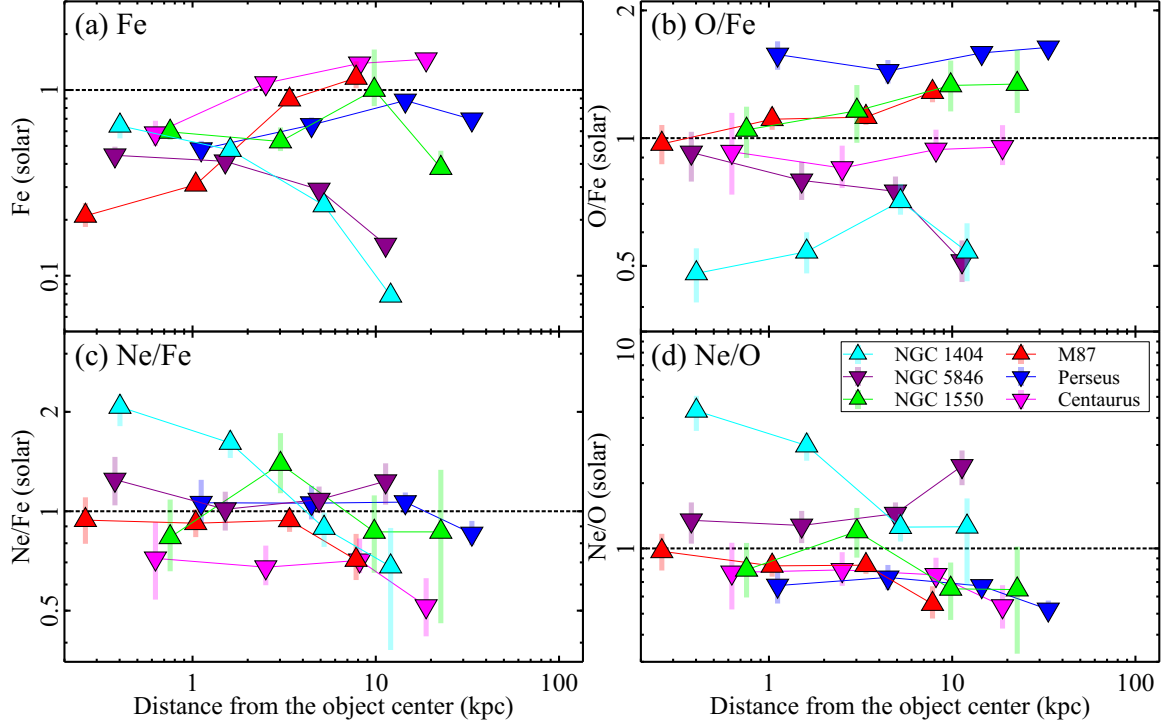 (a) Fe
(b) O/Fe
Fe (solar)
1
0.1
O/Fe (solar)
2
1
0.5
(c) Ne/Fe
(d) Ne/O
NGC 1404
M87
NGC 5846
Perseus
NGC 1550
Centaurus
Ne/Fe (solar)
2
1
0.5
Ne/O (solar)
10
1
1
10
100
1
10
100
Distance from the object center (kpc)
Distance from the object center (kpc)